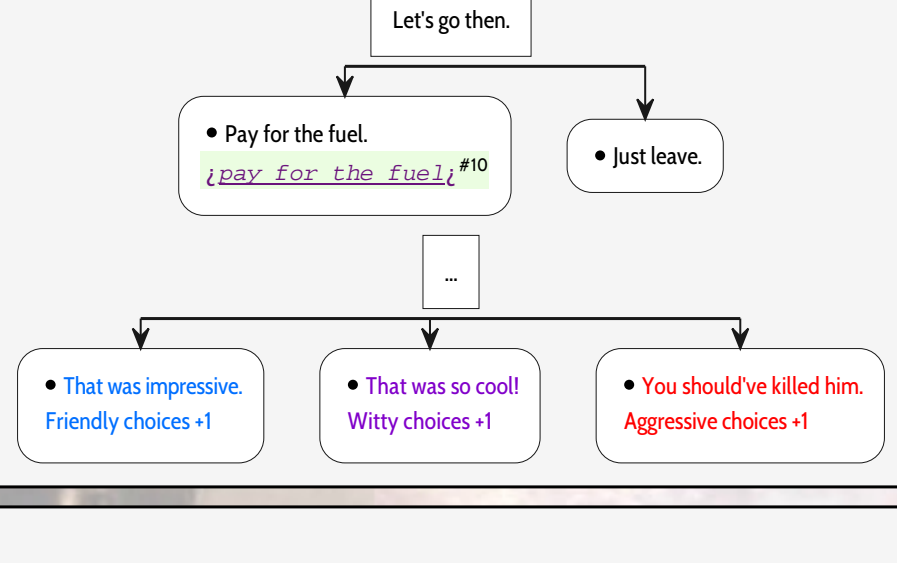 Let's go then.
• Pay for the fuel.
¿pay for the fuel¿#10
• Just leave.
...
• That was impressive.
Friendly choices +1
• That was so cool!
Witty choices +1
• You should've killed him.
Aggressive choices +1